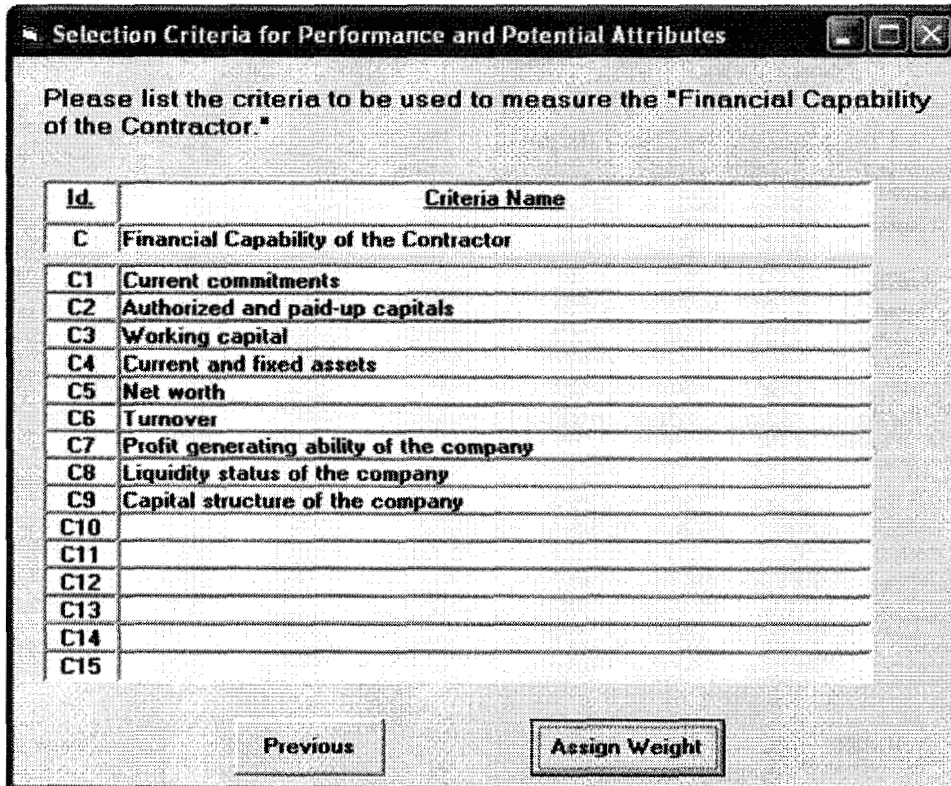 Selection Criteria for Performance and Potential Attributes
Please list the criteria to be used to measure the "Financial Capability
of the Contractor."
Id. Criteria Name
C Financial Capability of the Contractor
C1 Current commitments
C2 Authorized and paid-up capitals
C3 Working capital
C4 Current and fixed assets
C5 Net worth
C6 Turnover
C7 Profit generating ability of the company
C8 Liquidity status of the company
C9 Capital structure of the company
C10
C11
C12
C13
C14
C15
Previous Assign Weight